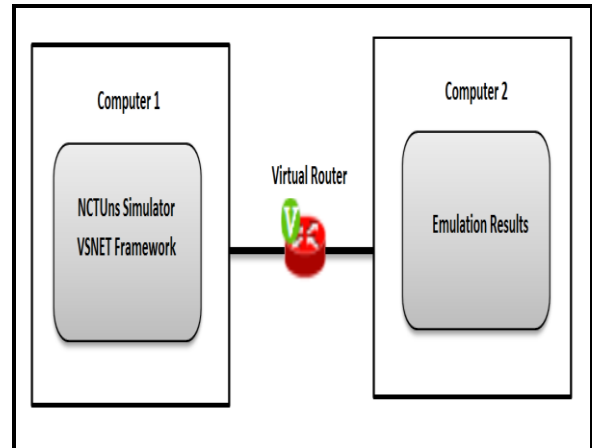 Computer 1
NCTUns Simulator
VSNET Framework
Virtual Router
V
Computer 2
Emulation Results